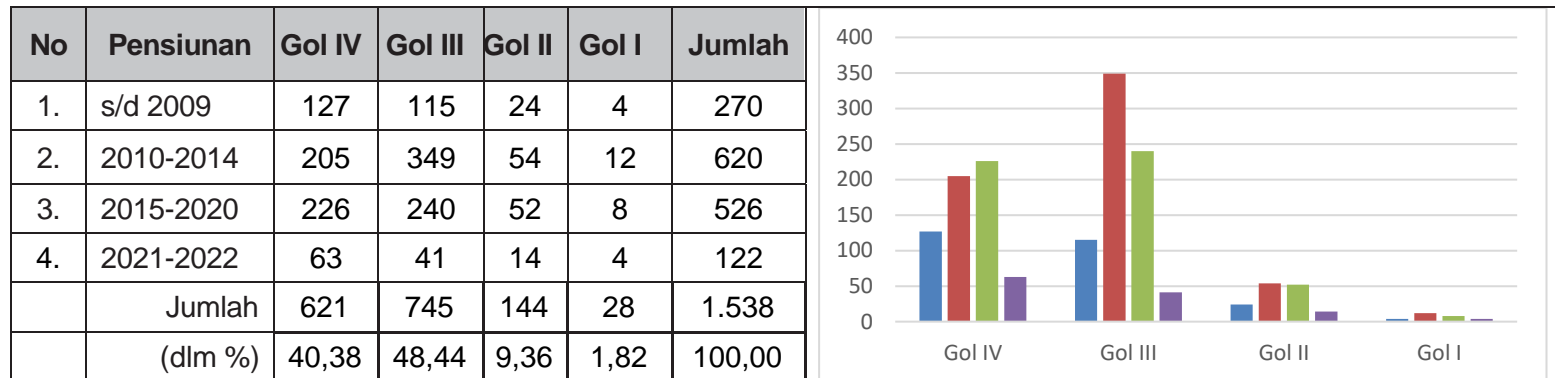 No Pensiunan Gol IV Gol III Gol II Gol I Jumlah
1. s/d 2009 127 115 24 4 270
2. 2010-2014 205 349 54 12 620
3. 2015-2020 226 240 52 8 526
4. 2021-2022 63 41 14 4 122
Jumlah 621 745 144 28 1.538
(dlm %) 40,38 48,44 9,36 1,82 100,00
400
350
300
250
200
150
100
50
0
Gol IV Gol III Gol II Gol I